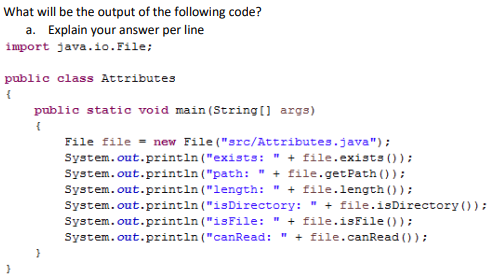 What will be the output of the following code?
a. Explain your answer per line
import java.io.File;
public class Attributes
{
public static void main(String[] args)
{
File file = new File("src/Attributes.java");
System.out.println("exists: " + file.exists());
System.out.println("path: " + file.getPath());
System.out.println("length: " + file.length());
System.out.println("isDirectory: " + file.isDirectory());
System.out.println("isFile: " + file.isFile());
System.out.println("canRead: " + file.canRead());
}
}